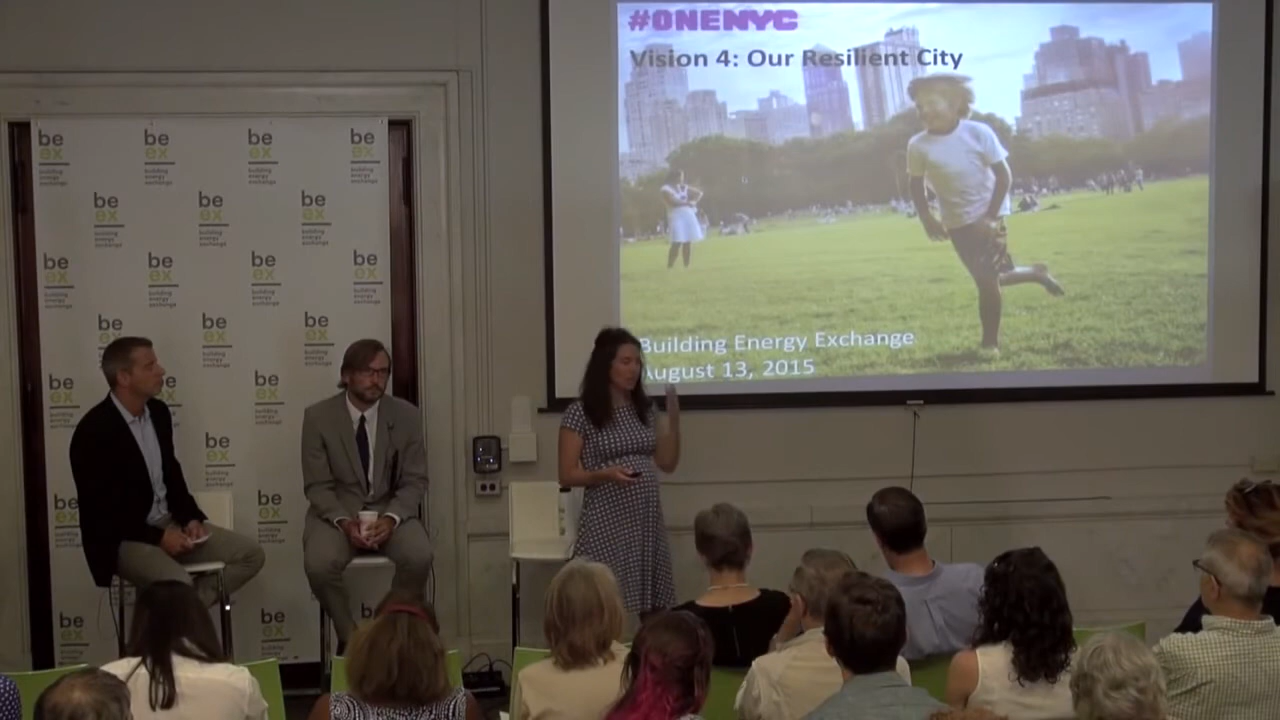 #ONENYC
Vision 4: Our Resilient City
Building Energy Exchange
August 13, 2015
be
ex
building
energy
exchange